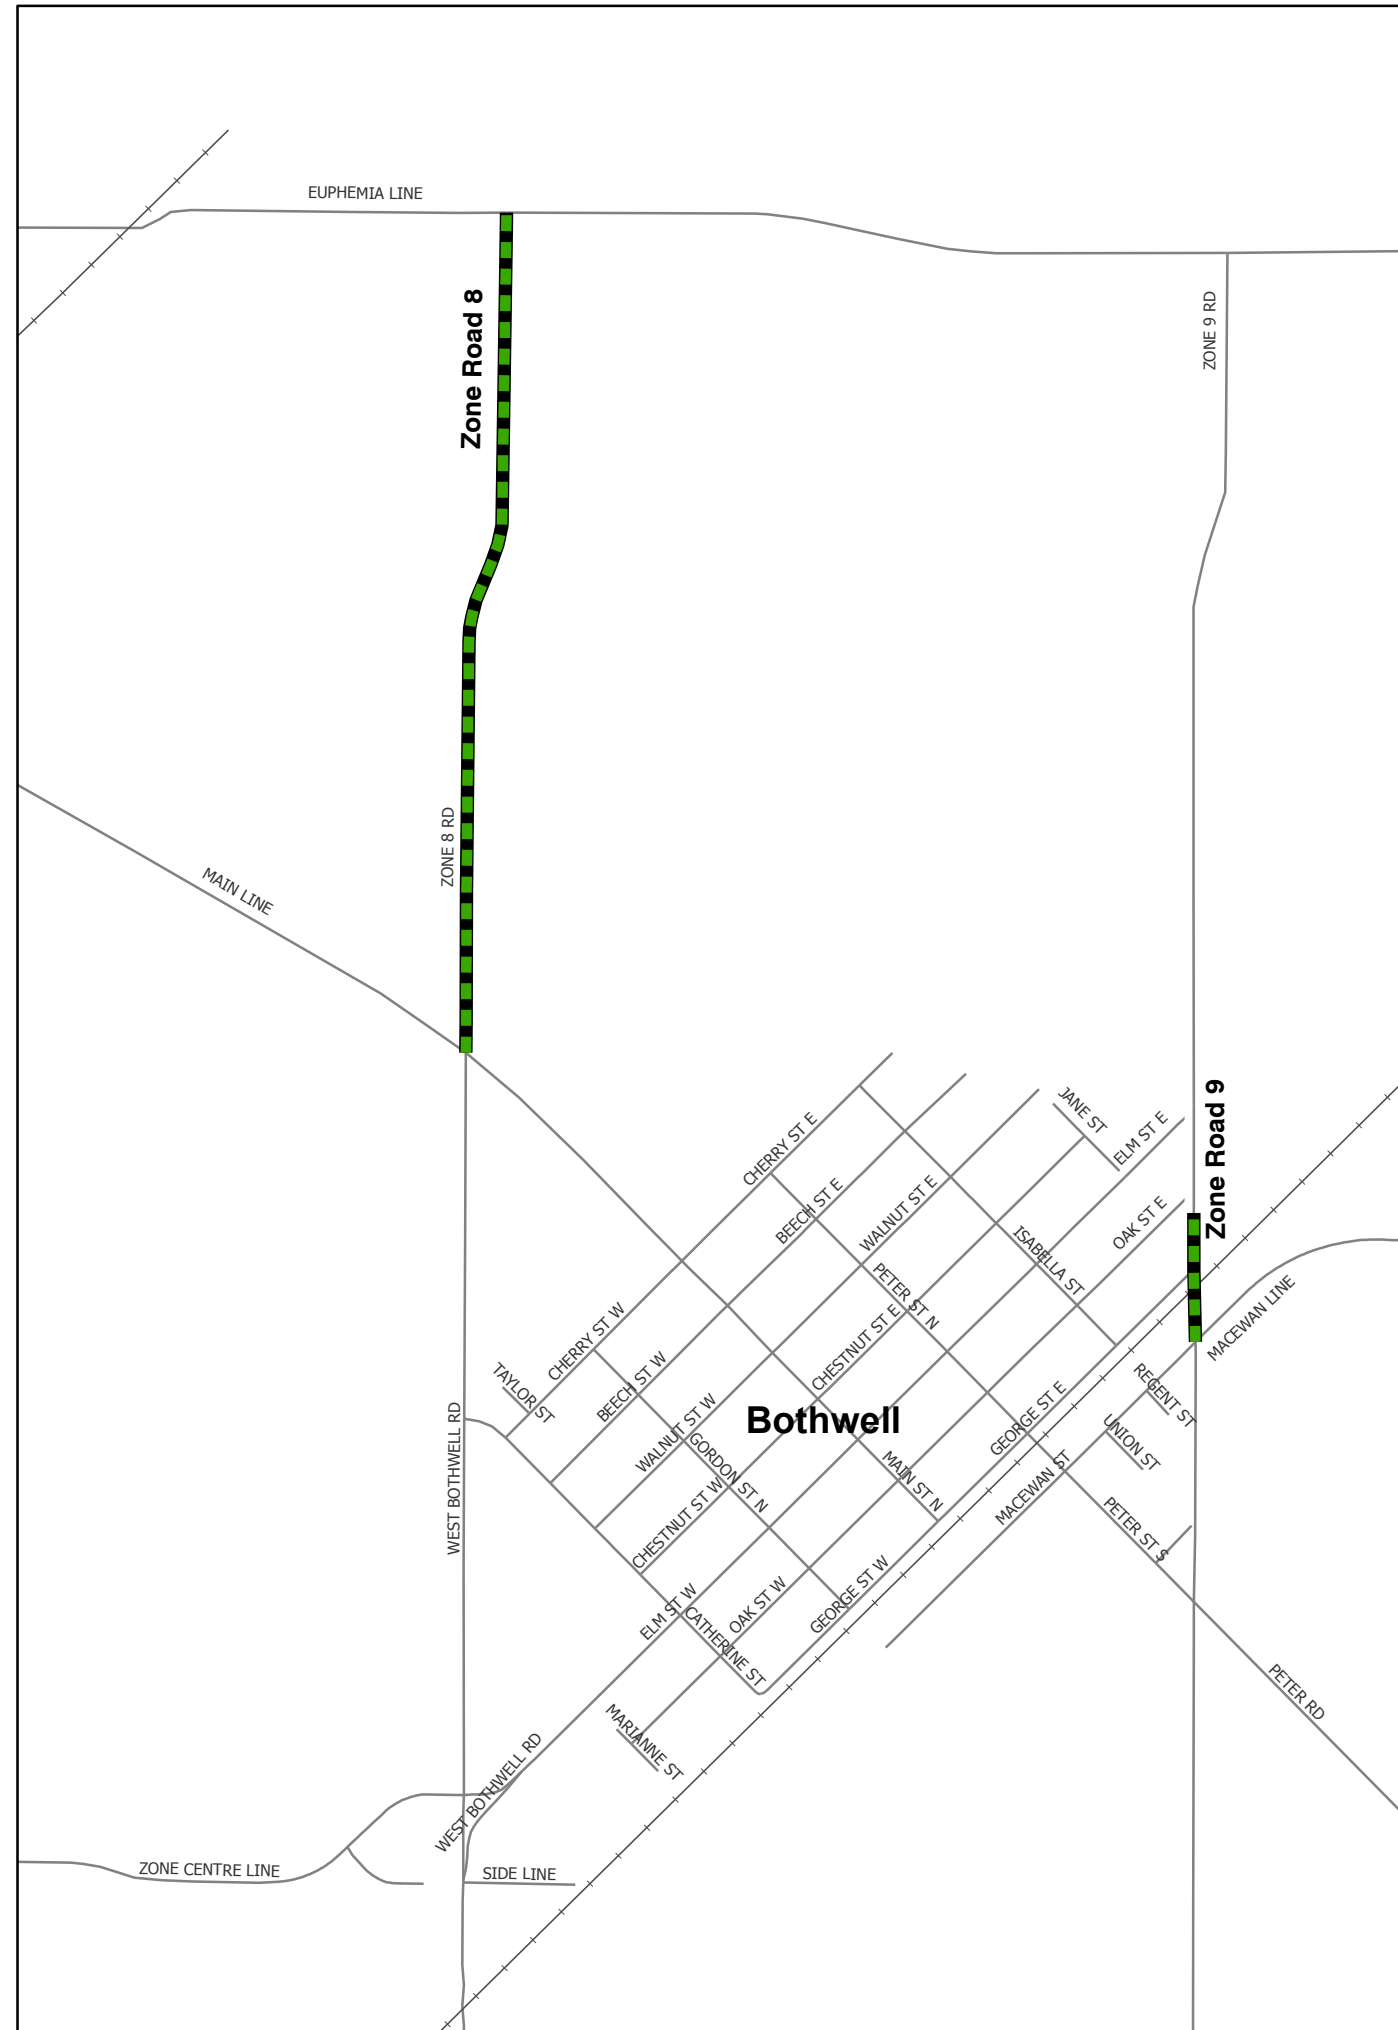 EUPHEMIA LINE
Zone Road 8
ZONE 9 RD
ZONE 8 RD
MAIN LINE
Zone Road 9
JANE ST
ELM ST E
CHERRY ST E
BEECH ST E
WALNUT ST E
OAK ST E
ISABELLA ST
PETER ST N
MACEWAN LINE
CHERRY ST W
CHESTNUT ST E
TAYLOR ST
BEECH ST W
REGENT ST
Bothwell
WALNUT ST W
GEORGE ST E
UNION ST
WEST BOTHWELL RD
GORDON ST N
MAIN ST N
MACEWAN ST
CHESTNUT ST W
PETER ST S
ELM ST W
OAK ST W
GEORGE ST W
CATHERINE ST
PETER RD
MARIANNE ST
WEST BOTHWELL RD
ZONE CENTRE LINE
SIDE LINE